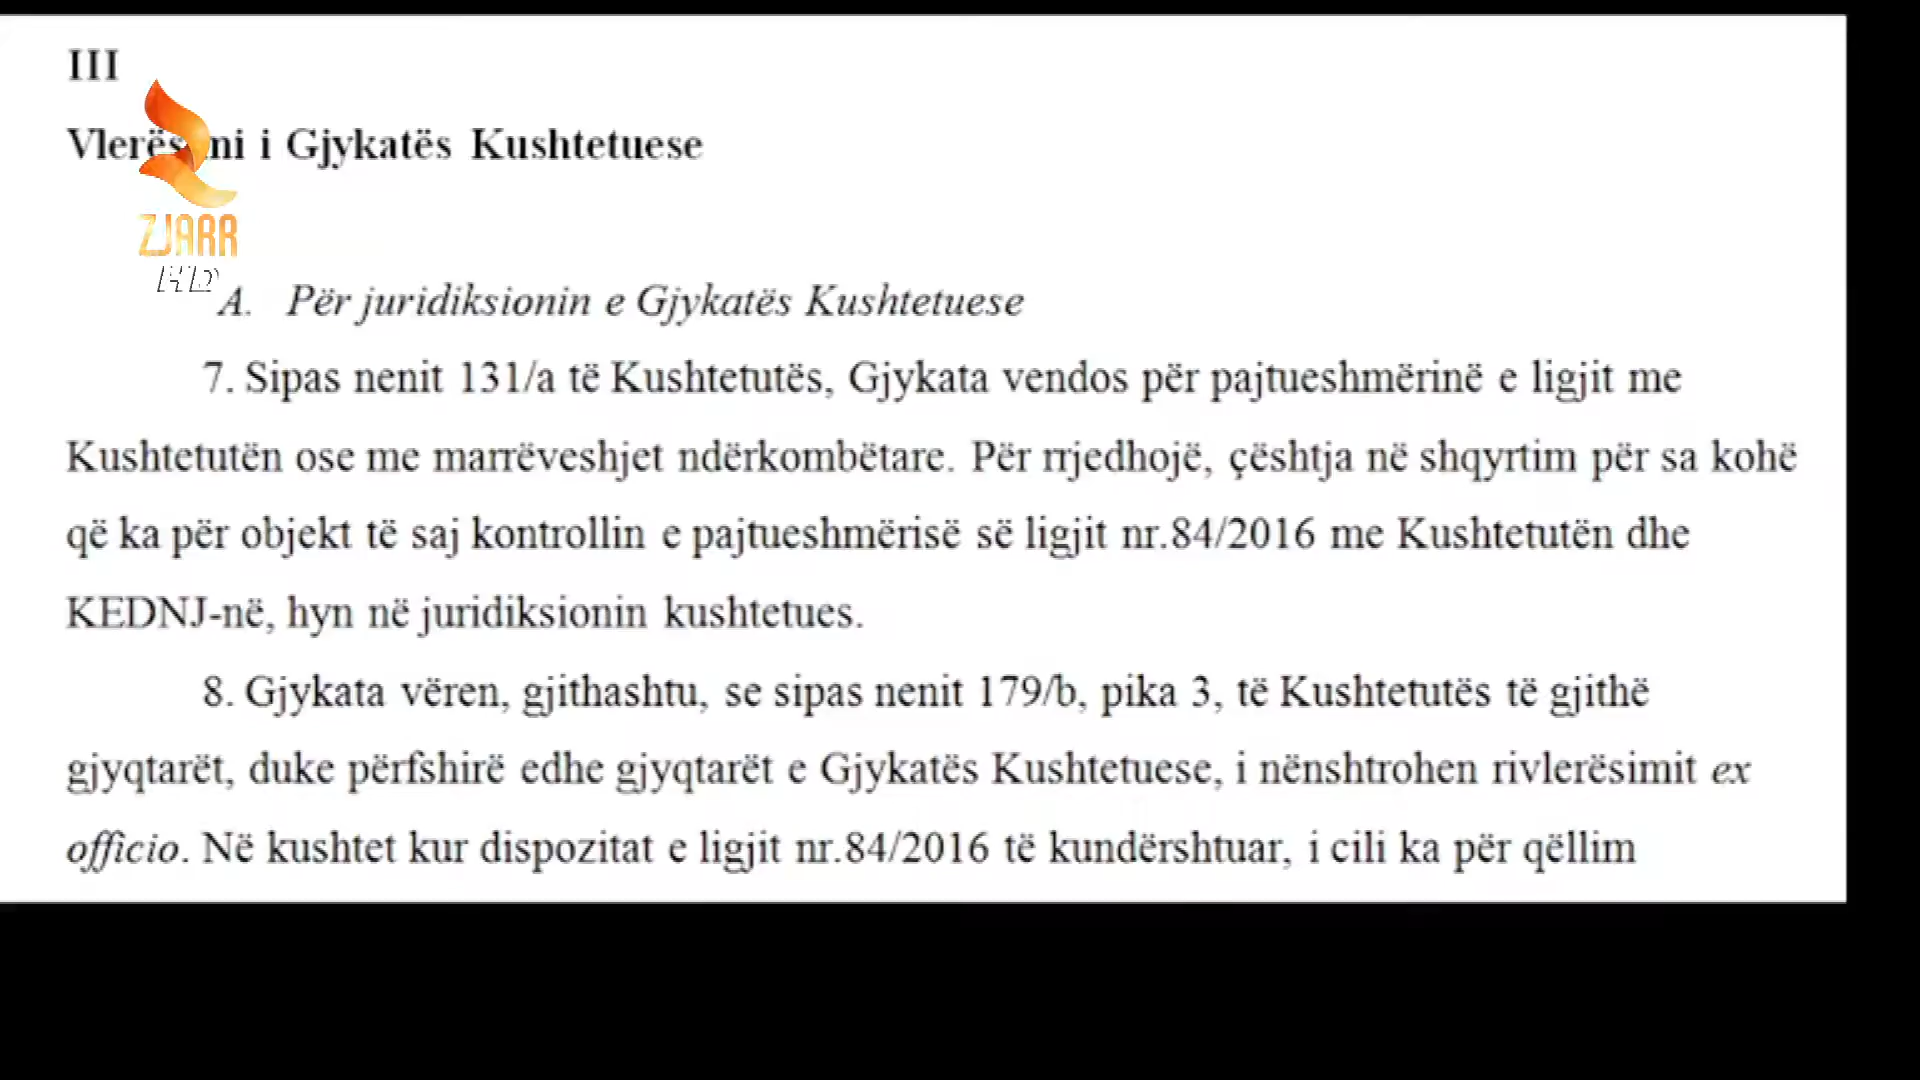 III
Vlerësimi i Gjykatës Kushtetuese
ZJARR
HD
A. Për juridiksionin e Gjykatës Kushtetuese
7. Sipas nenit 131/a të Kushtetutës, Gjykata vendos për pajtueshmërinë e ligjit me
Kushtetutën ose me marrëveshjet ndërkombëtare. Për rrjedhojë, çështja në shqyrtim për sa kohë
që ka për objekt të saj kontrollin e pajtueshmërisë së ligjit nr.84/2016 me Kushtetutën dhe
KEDNJ-në, hyn në juridiksionin kushtetues.
8. Gjykata vëren, gjithashtu, se sipas nenit 179/b, pika 3, të Kushtetutës të gjithë
gjyqtarët, duke përfshirë edhe gjyqtarët e Gjykatës Kushtetuese, i nënshtrohen rivlerësimit ex
officio. Në kushtet kur dispozitat e ligjit nr.84/2016 të kundërshtuar, i cili ka për qëllim